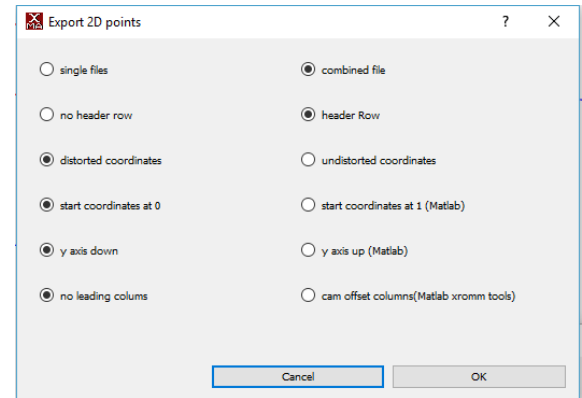 XMA Export 2D points ?
single files combined file
no header row header Row
distorted coordinates undistorted coordinates
start coordinates at 0 start coordinates at 1 (Matlab)
y axis down y axis up (Matlab)
no leading colums cam offset columns(Matlab xromm tools)
Cancel OK